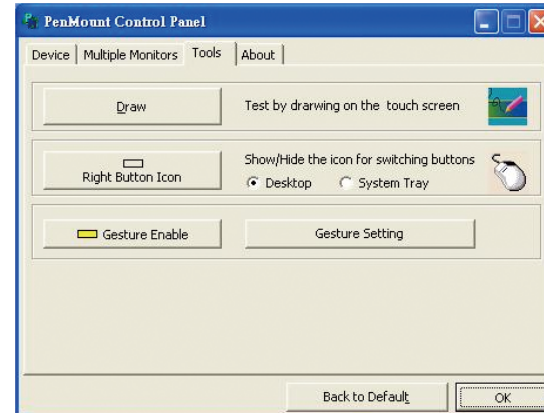 PenMount Control Panel
Device Multiple Monitors Tools About
Draw Test by drarwing on the touch screen
Show/Hide the icon for switching buttons
Right Button Icon Desktop System Tray
Gesture Enable Gesture Setting
Back to Default OK